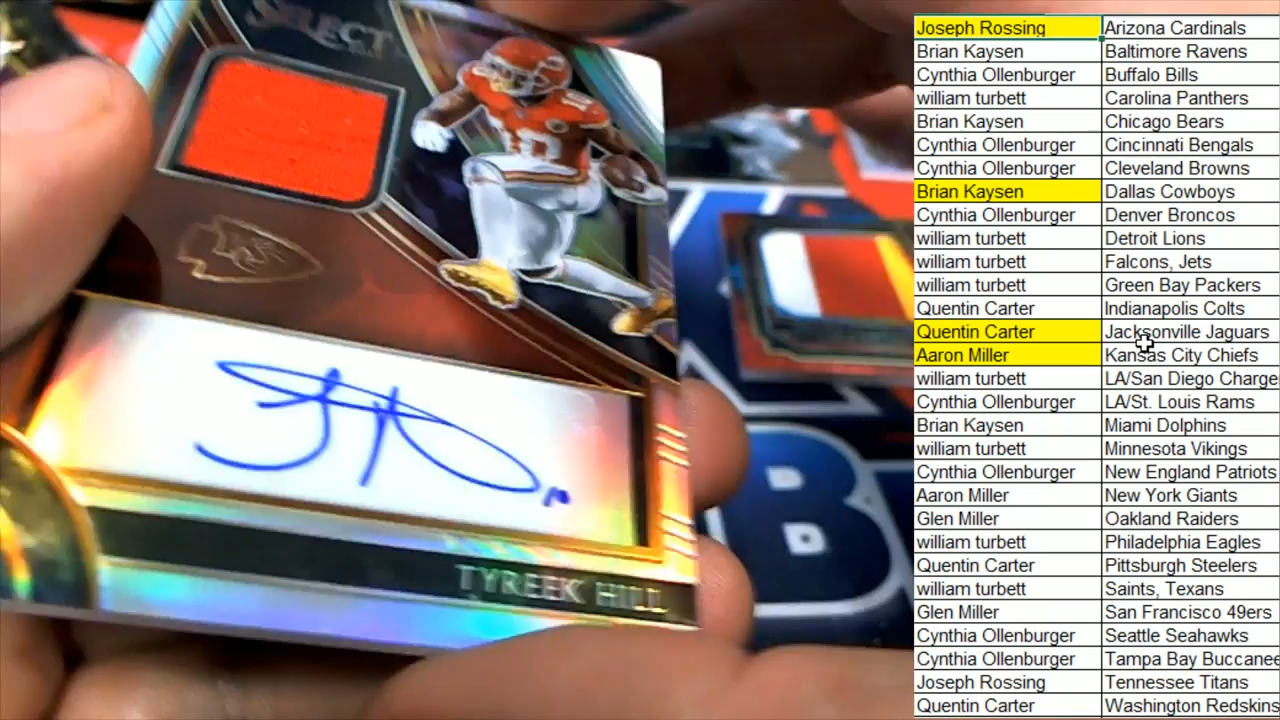 SELECT
10
TYREEK HILL
B
Joseph Rossing Arizona Cardinals
Brian Kaysen Baltimore Ravens
Cynthia Ollenburger Buffalo Bills
william turbett Carolina Panthers
Brian Kaysen Chicago Bears
Cynthia Ollenburger Cincinnati Bengals
Cynthia Ollenburger Cleveland Browns
Brian Kaysen Dallas Cowboys
Cynthia Ollenburger Denver Broncos
william turbett Detroit Lions
william turbett Falcons, Jets
william turbett Green Bay Packers
Quentin Carter Indianapolis Colts
Quentin Carter Jacksonville Jaguars
Aaron Miller Kansas City Chiefs
william turbett LA/San Diego Charge
Cynthia Ollenburger LA/St. Louis Rams
Brian Kaysen Miami Dolphins
william turbett Minnesota Vikings
Cynthia Ollenburger New England Patriots
Aaron Miller New York Giants
Glen Miller Oakland Raiders
william turbett Philadelphia Eagles
Quentin Carter Pittsburgh Steelers
william turbett Saints, Texans
Glen Miller San Francisco 49ers
Cynthia Ollenburger Seattle Seahawks
Cynthia Ollenburger Tampa Bay Buccanee
Joseph Rossing Tennessee Titans
Quentin Carter Washington Redskins